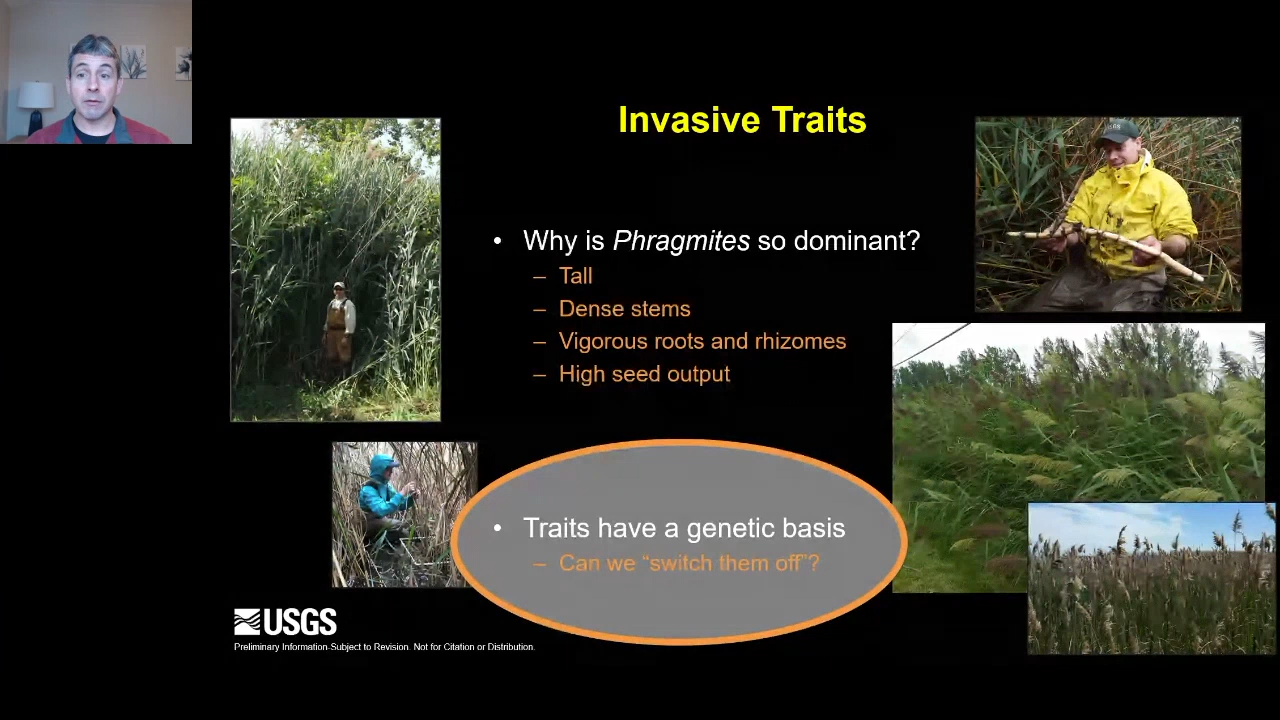 Invasive Traits
• Why is Phragmites so dominant?
– Tall
– Dense stems
– Vigorous roots and rhizomes
– High seed output
• Traits have a genetic basis
– Can we “switch them off”?
USGS
Preliminary Information-Subject to Revision. Not for Citation or Distribution.